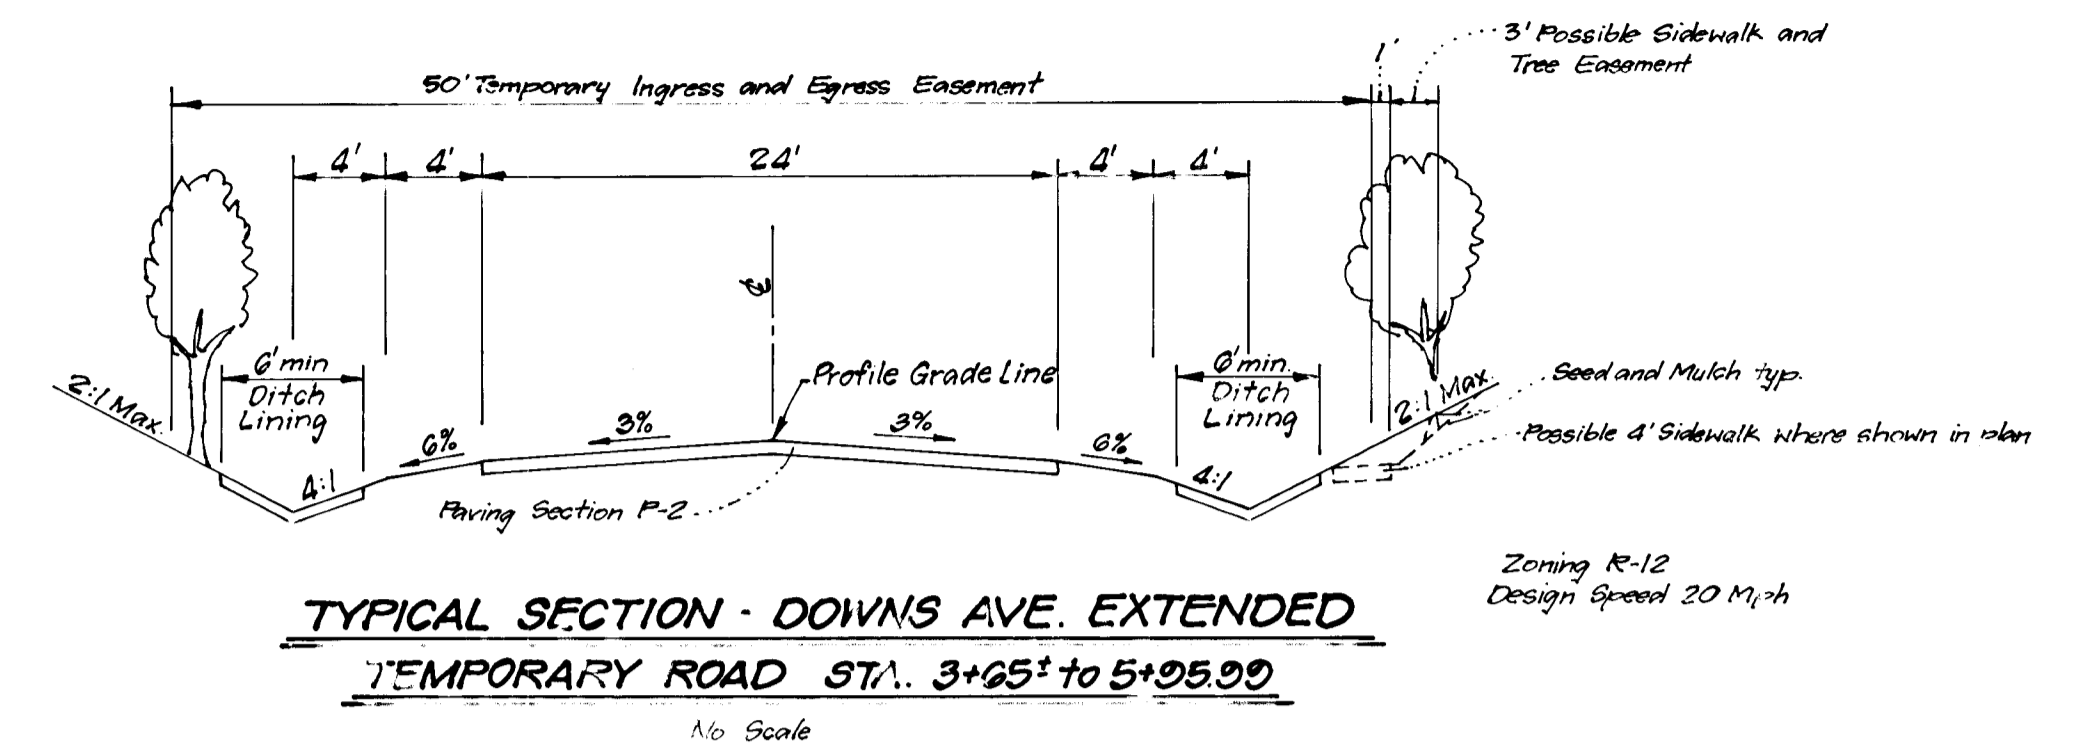 3' Possible Sidewalk and
Tree Easement
1'
50' Temporary Ingress and Egress Easement
4' 4' 24' 4' 4'
℄
6' min
Ditch
Lining
6' min.
Ditch
Lining
Profile Grade Line
Seed and Mulch typ.
2:1 Max.
2:1 Max.
6% 3% 3% 6%
Possible 4' Sidewalk where shown in plan
4:1
4:1
Paving Section P-2
Zoning R-12
Design Speed 20 Mph
TYPICAL SECTION - DOWNS AVE. EXTENDED
TEMPORARY ROAD STA. 3+65± to 5+95.99
No Scale